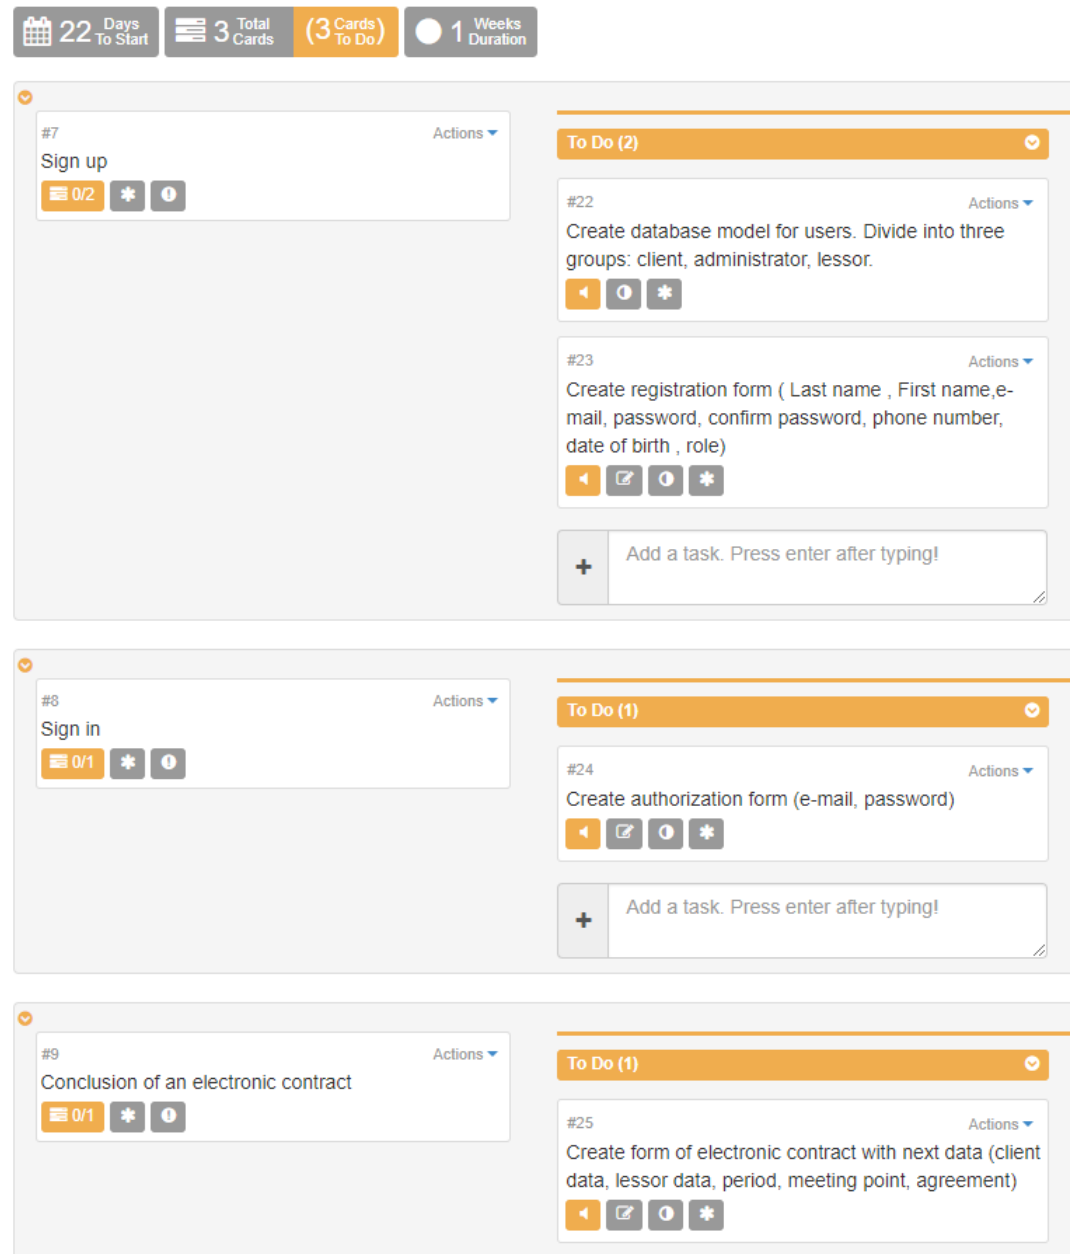 22 Days To Start 3 Total Cards (3 Cards To Do) 1 Weeks Duration
#7 Actions
Sign up
0/2
To Do (2)
#22 Actions
Create database model for users. Divide into three
groups: client, administrator, lessor.
#23 Actions
Create registration form ( Last name , First name,e-
mail, password, confirm password, phone number,
date of birth , role)
Add a task. Press enter after typing!
#8 Actions
Sign in
0/1
To Do (1)
#24 Actions
Create authorization form (e-mail, password)
Add a task. Press enter after typing!
#9 Actions
Conclusion of an electronic contract
0/1
To Do (1)
#25 Actions
Create form of electronic contract with next data (client
data, lessor data, period, meeting point, agreement)